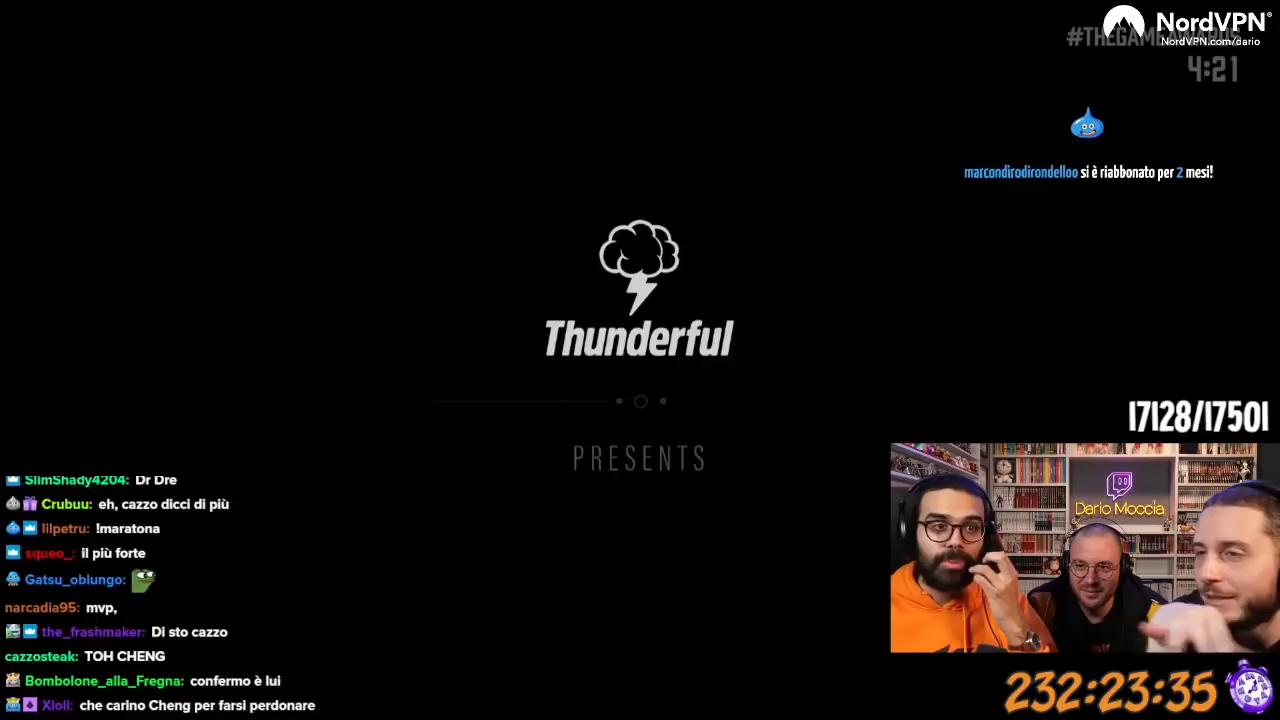 NordVPN®
NordVPN.com/dario
#THEGAMEAWARDS
4:21
marcondirodirondelloo si è riabbonato per 2 mesi!
Thunderful
PRESENTS
17128/17501
SlimShady4204: Dr Dre
Crubuu: eh, cazzo dicci di più
lilpetru: !maratona
squeo_: il più forte
Gatsu_oblungo:
narcadia95: mvp,
the_frashmaker: Di sto cazzo
cazzosteak: TOH CHENG
Bombolone_alla_Fregna: confermo è lui
Xloll: che carino Cheng per farsi perdonare
Dario Moccia
232:23:35